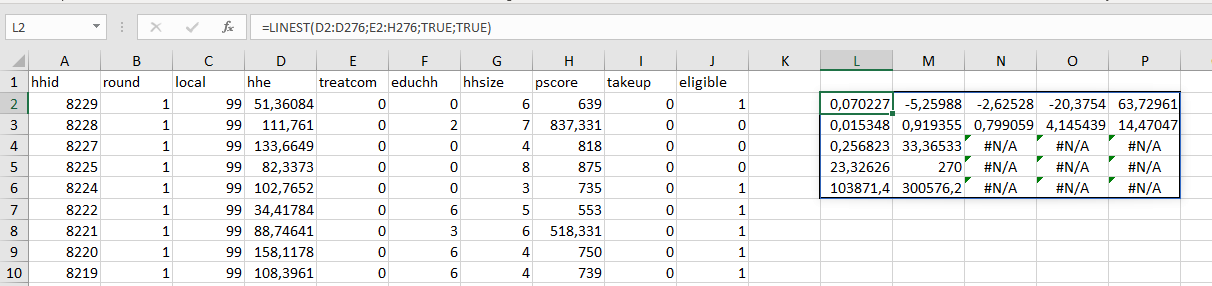 L2 fx =LINEST(D2:D276;E2:H276;TRUE;TRUE)
A B C D E F G H I J K L M N O P
1 hhid round local hhe treatcom educhh hhsize pscore takeup eligible
2 8229 1 99 51,36084 0 0 6 639 0 1 0,070227 -5,25988 -2,62528 -20,3754 63,72961
3 8228 1 99 111,761 0 2 7 837,331 0 0 0,015348 0,919355 0,799059 4,145439 14,47047
4 8227 1 99 133,6649 0 0 4 818 0 0 0,256823 33,36533 #N/A #N/A #N/A
5 8225 1 99 82,3373 0 0 8 875 0 0 23,32626 270 #N/A #N/A #N/A
6 8224 1 99 102,7652 0 0 3 735 0 1 103871,4 300576,2 #N/A #N/A #N/A
7 8222 1 99 34,41784 0 6 5 553 0 1
8 8221 1 99 88,74641 0 3 6 518,331 0 1
9 8220 1 99 158,1178 0 6 4 750 0 1
10 8219 1 99 108,3961 0 6 4 739 0 1